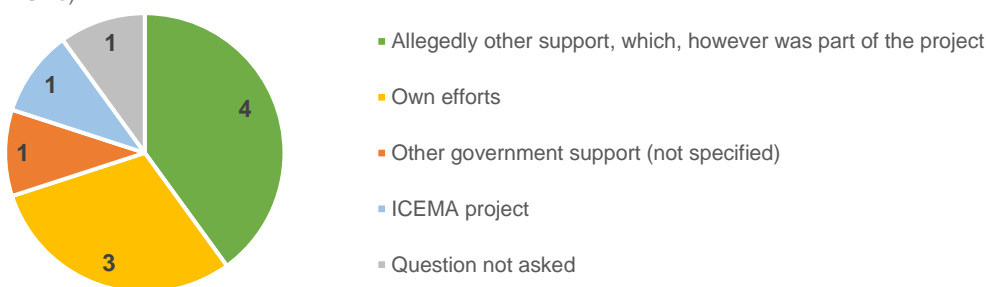 1
4
1
1
3
Allegedly other support, which, however was part of the project
Own efforts
Other government support (not specified)
ICEMA project
Question not asked